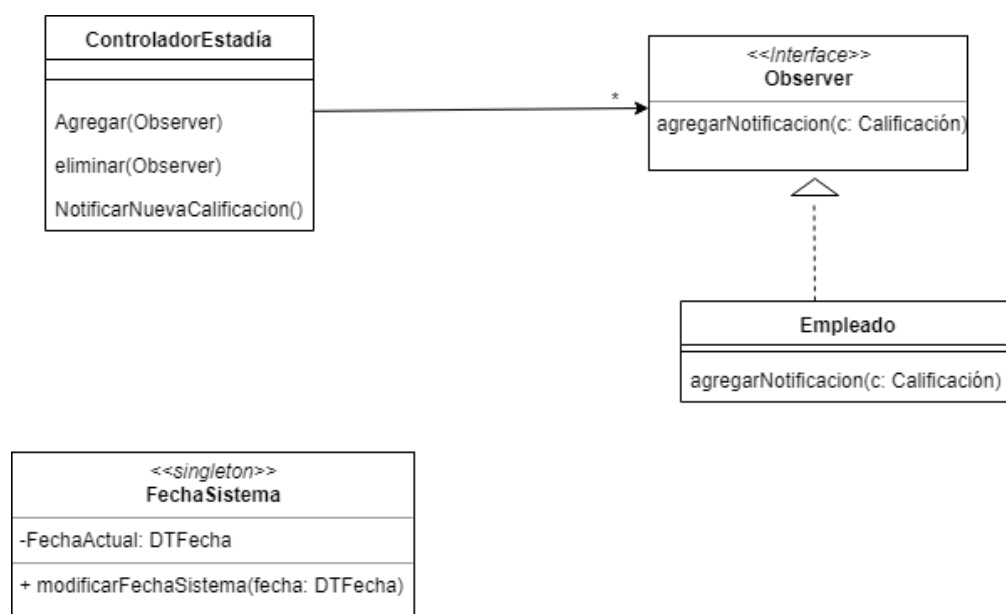 ControladorEstadía
Agregar(Observer)
eliminar(Observer)
NotificarNuevaCalificacion()
*
<<Interface>>
Observer
agregarNotificacion(c: Calificación)
Empleado
agregarNotificacion(c: Calificación)
<<singleton>>
FechaSistema
-FechaActual: DTFecha
+ modificarFechaSistema(fecha: DTFecha)